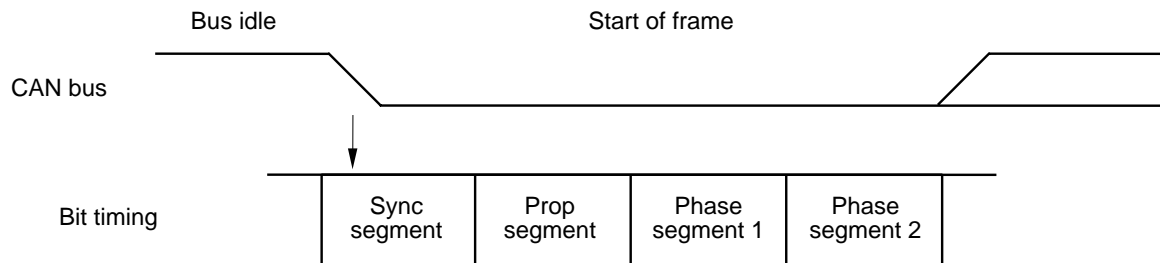 Bus idle
Start of frame
CAN bus
Bit timing
Sync
segment
Prop
segment
Phase
segment 1
Phase
segment 2